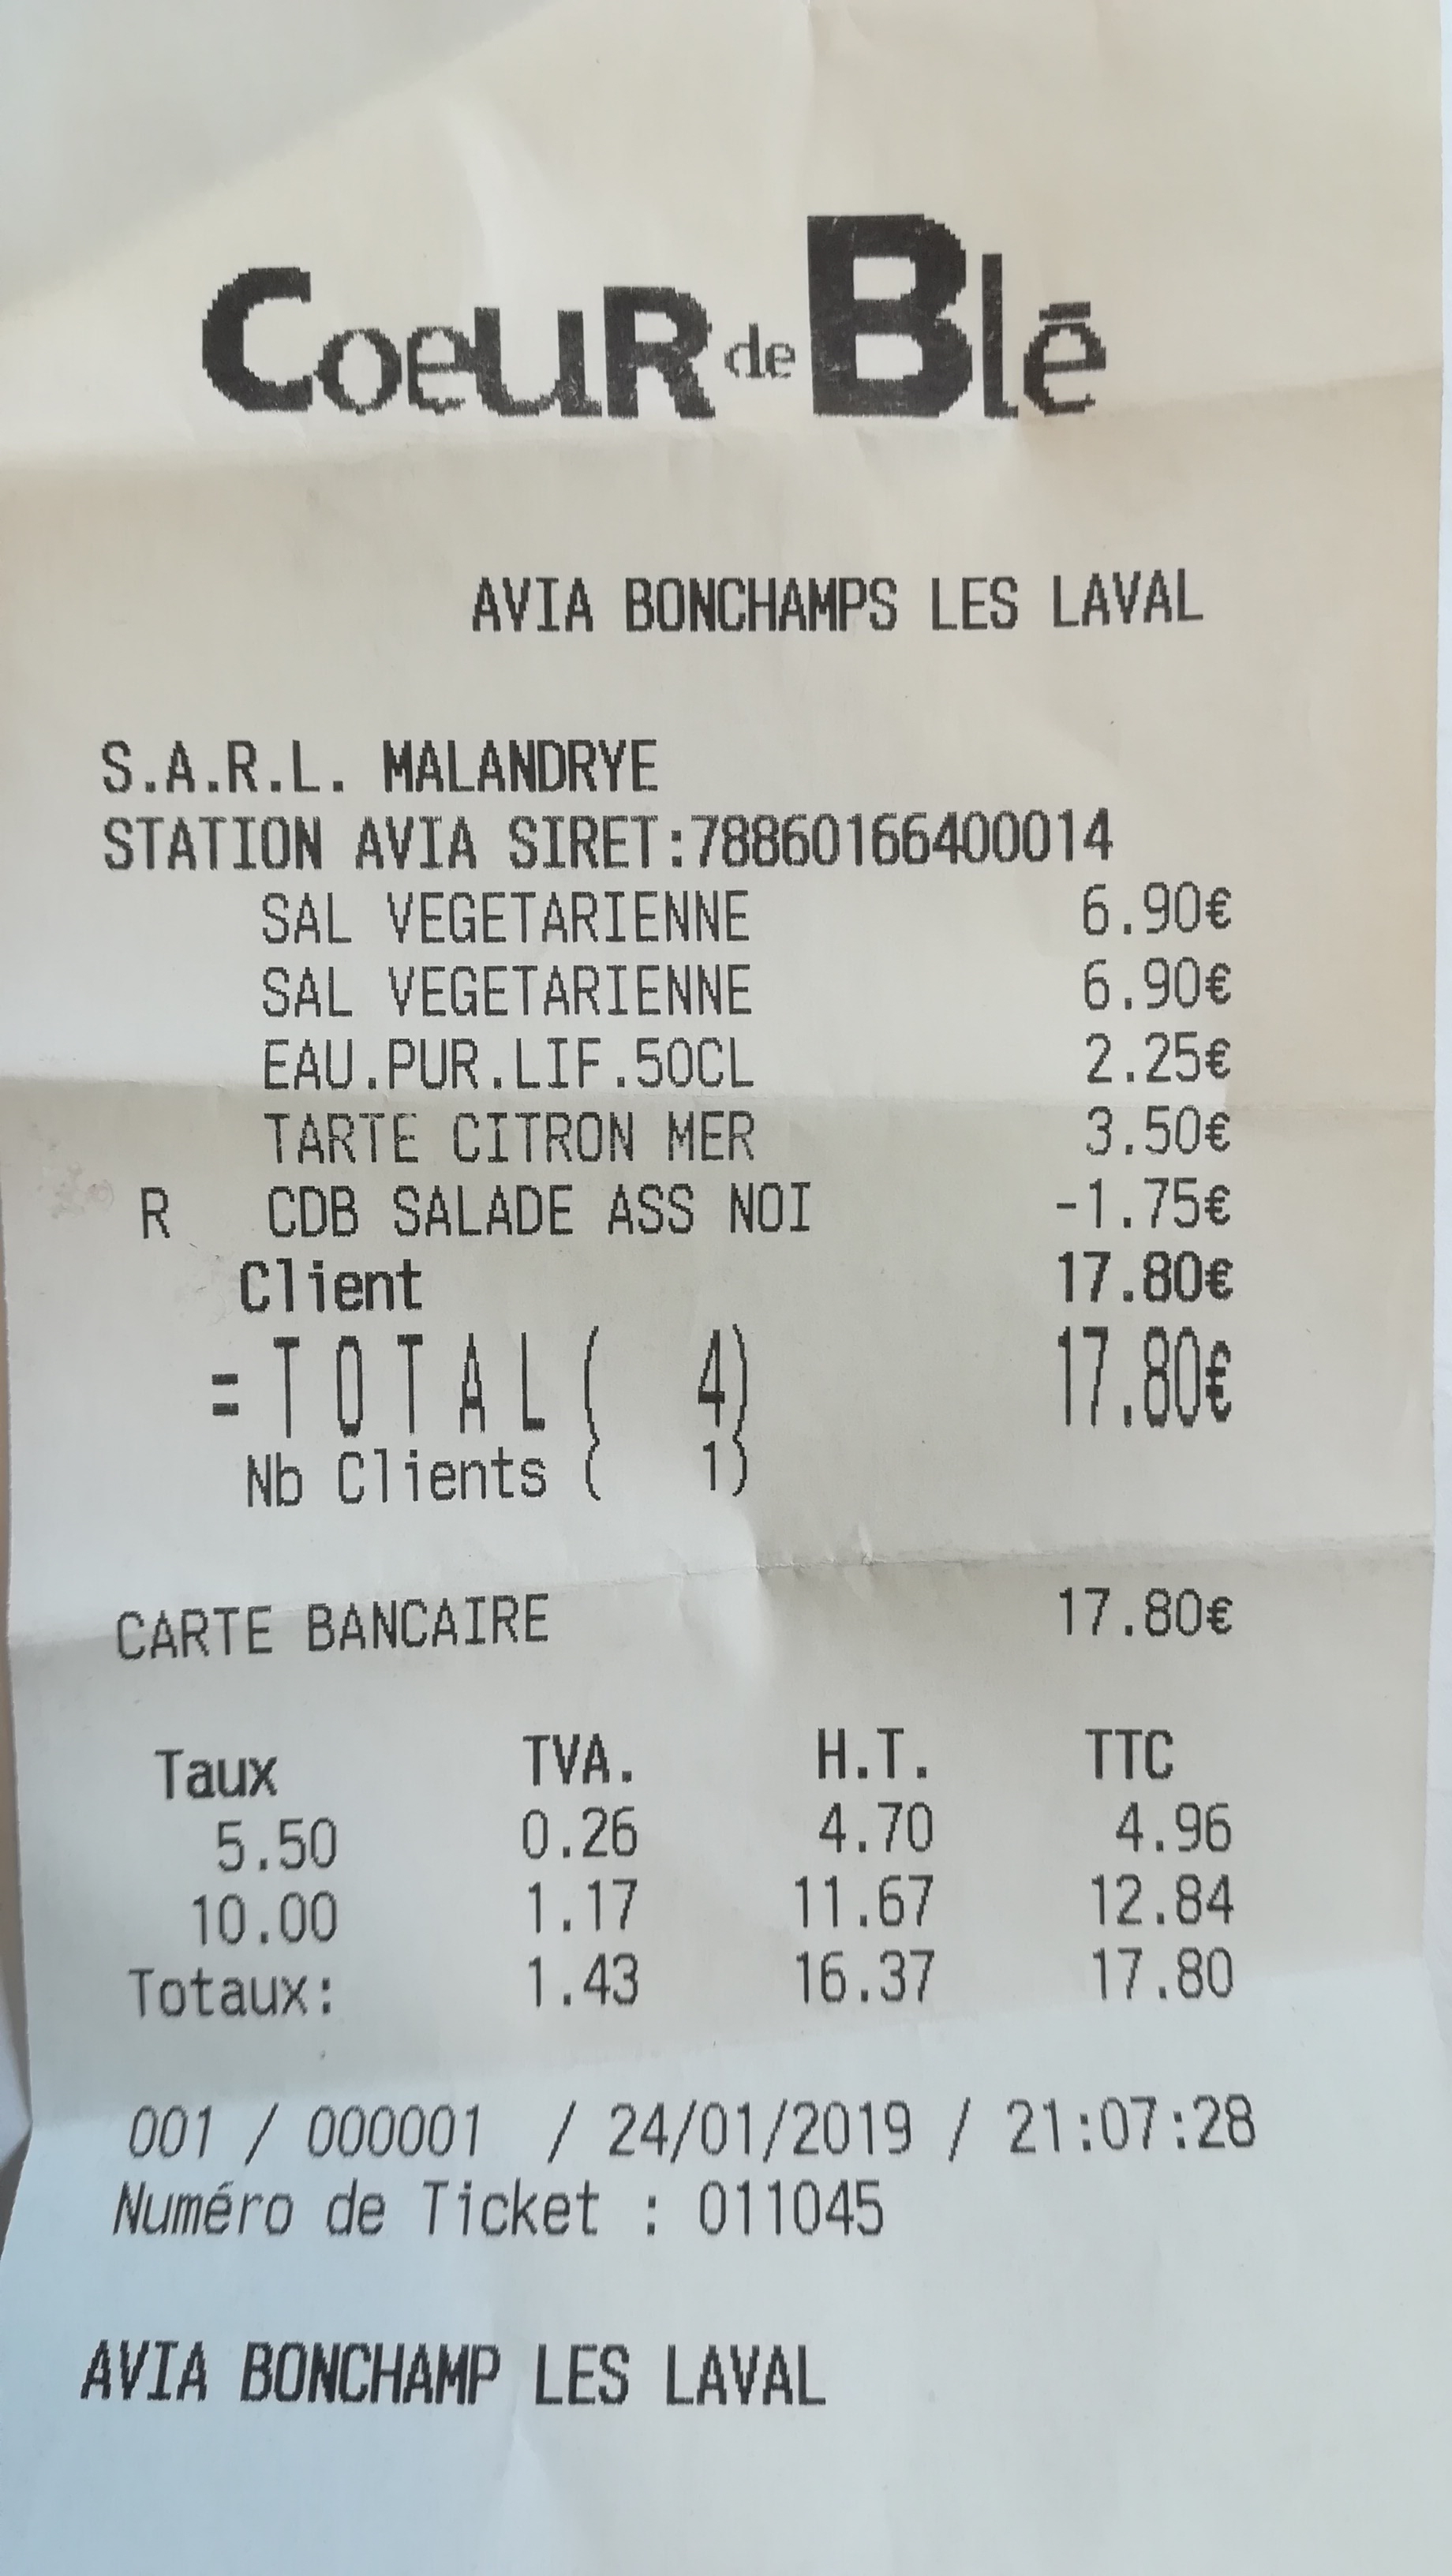 Coeur de Blé
AVIA BONCHAMPS LES LAVAL
S.A.R.L. MALANDRYE
STATION AVIA SIRET:78860166400014
SAL VEGETARIENNE 6.90€
SAL VEGETARIENNE 6.90€
EAU.PUR.LIF.50CL 2.25€
TARTE CITRON MER 3.50€
R CDB SALADE ASS NOI -1.75€
Client 17.80€
=TOTAL( 4) 17.80€
Nb Clients ( 1)
CARTE BANCAIRE 17.80€
Taux TVA. H.T. TTC
5.50 0.26 4.70 4.96
10.00 1.17 11.67 12.84
Totaux: 1.43 16.37 17.80
001 / 000001 / 24/01/2019 / 21:07:28
Numéro de Ticket : 011045
AVIA BONCHAMP LES LAVAL